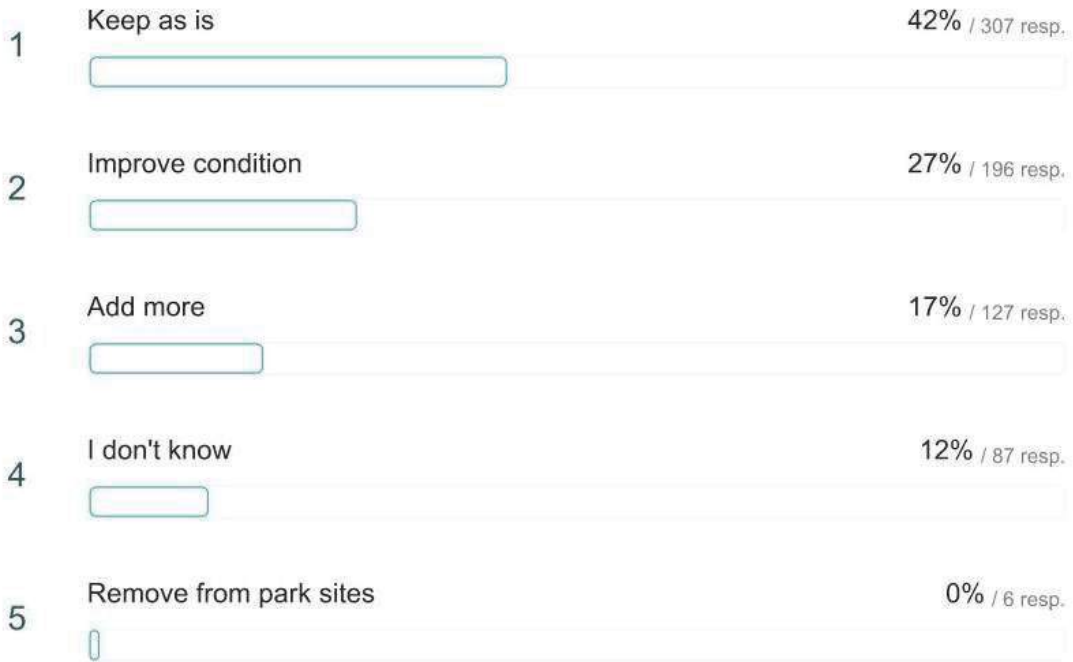 1 Keep as is 42% / 307 resp.
2 Improve condition 27% / 196 resp.
3 Add more 17% / 127 resp.
4 I don't know 12% / 87 resp.
5 Remove from park sites 0% / 6 resp.